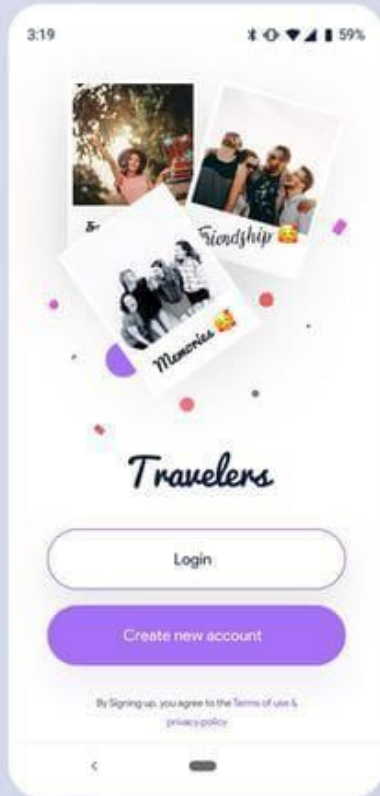 3:19 59%
Friendship 🥰
Memories 🥰
Travelers
Login
Create new account
By Signing up, you agree to the Terms of use &
privacy policy